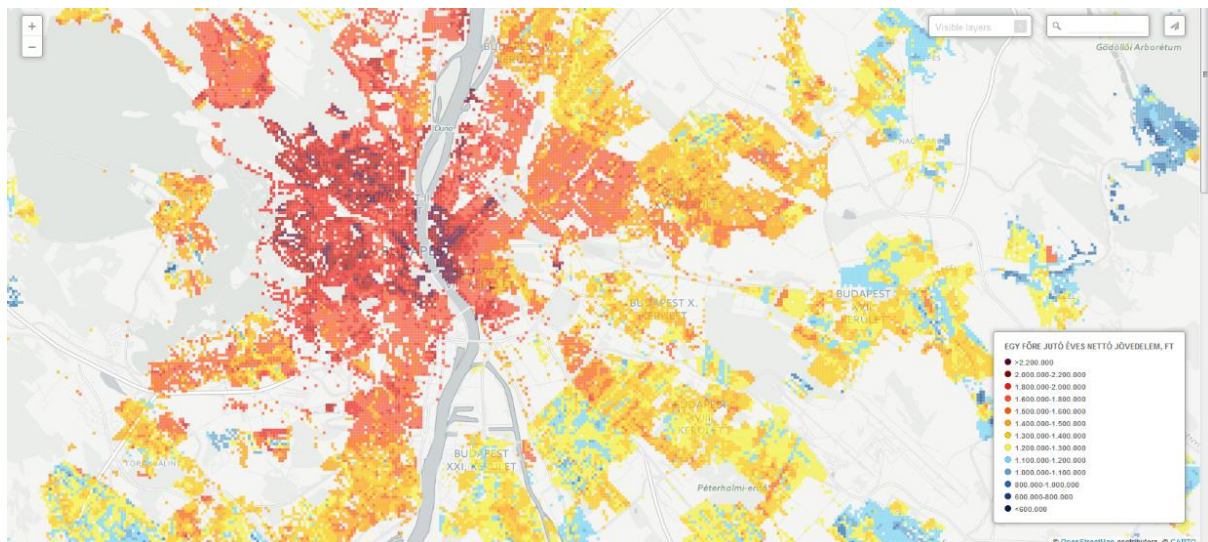 +
−
Visible layers
Gödöllői Arborétum
Duna
BUDAPEST X.
KERÜLET
BUDAPEST
XVII.
KERÜLET
BUDAPEST
XXI. KERÜLET
Péterhalmi-erdő
EGY FŐRE JUTÓ ÉVES NETTÓ JÖVEDELEM, FT
>2.200.000
2.000.000-2.200.000
1.800.000-2.000.000
1.600.000-1.800.000
1.500.000-1.600.000
1.400.000-1.500.000
1.300.000-1.400.000
1.200.000-1.300.000
1.100.000-1.200.000
1.000.000-1.100.000
800.000-1.000.000
600.000-800.000
<600.000
© OpenStreetMap contributors, © CARTO